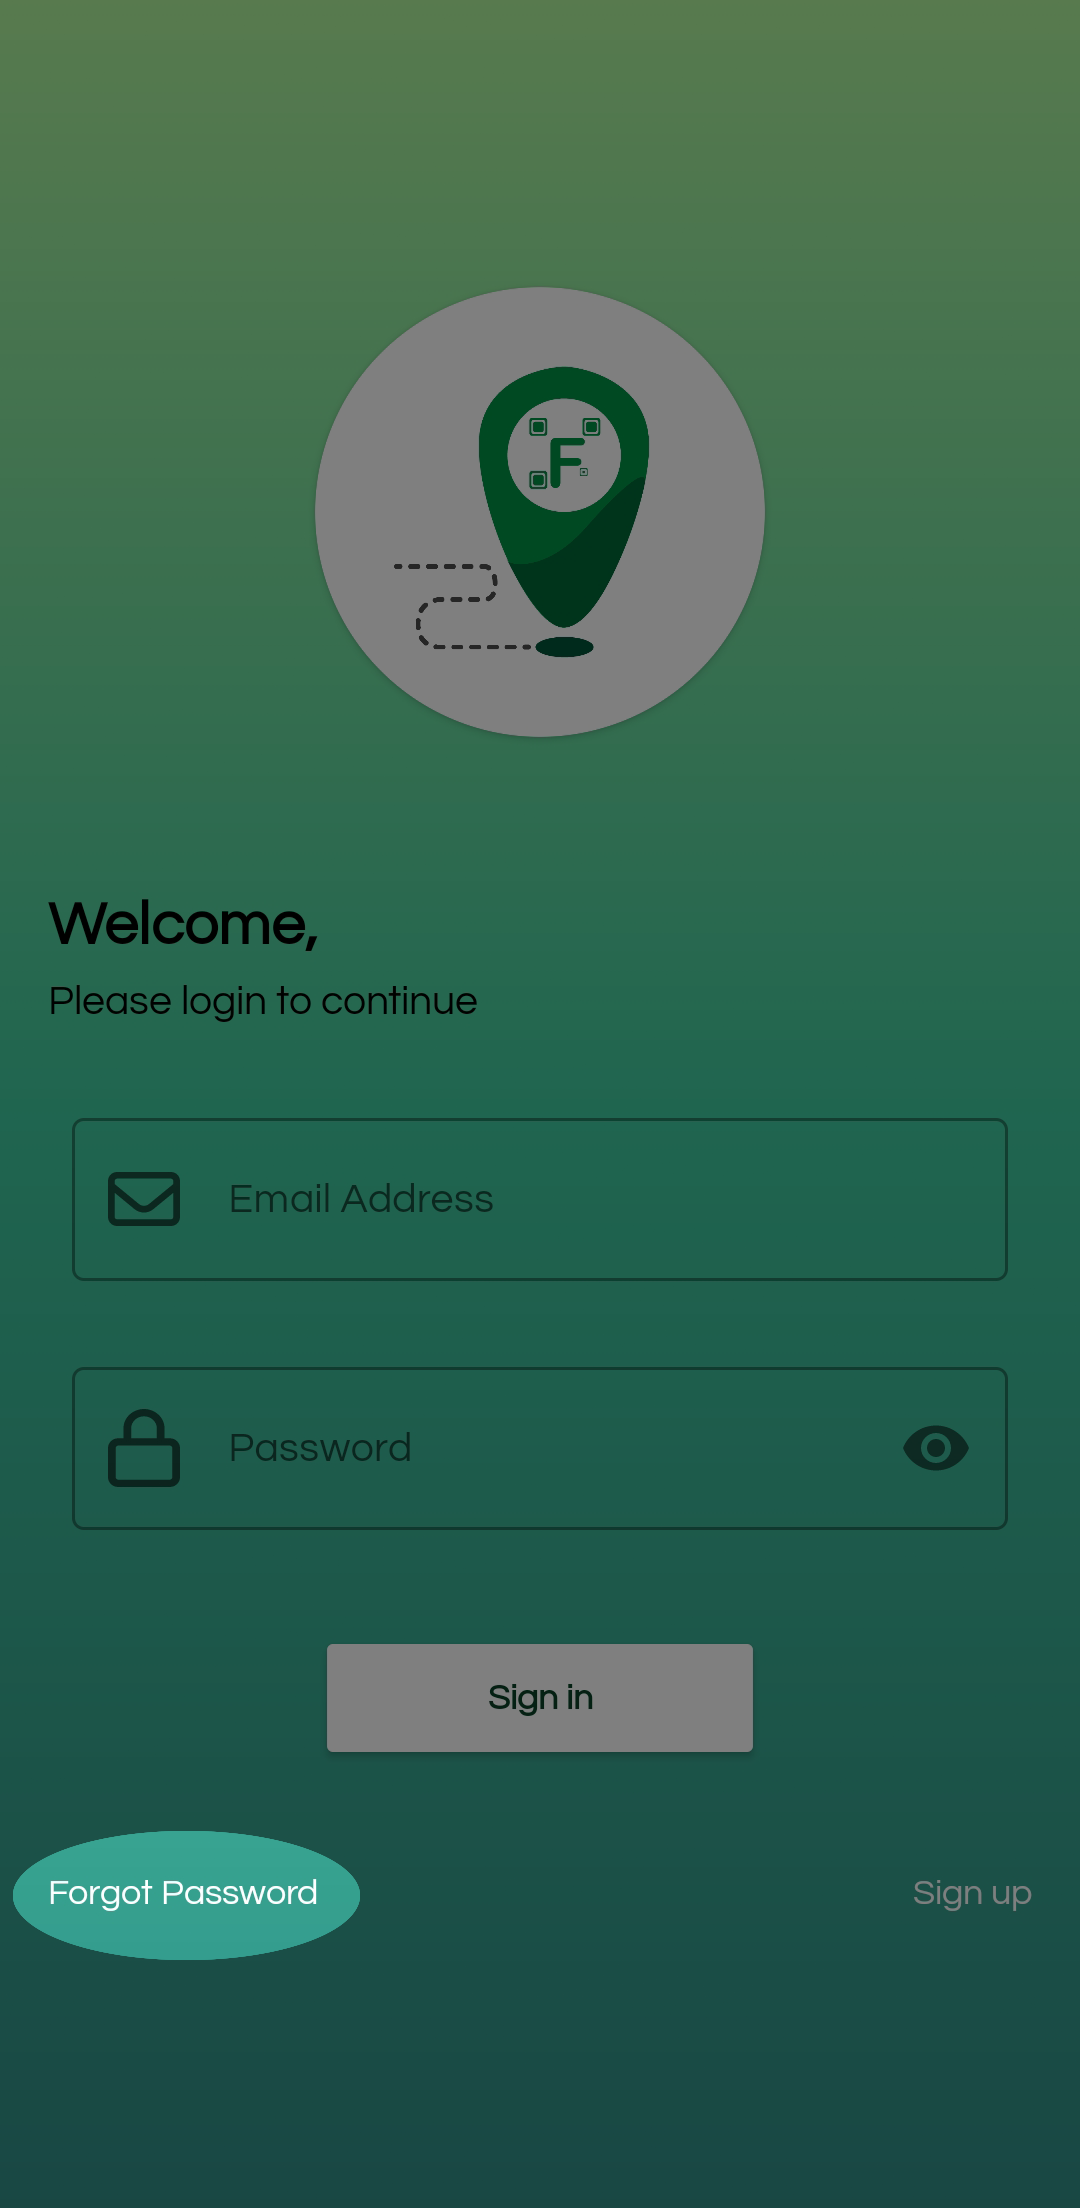 F
Welcome,
Please login to continue
Email Address
Password
Sign in
Forgot Password
Sign up